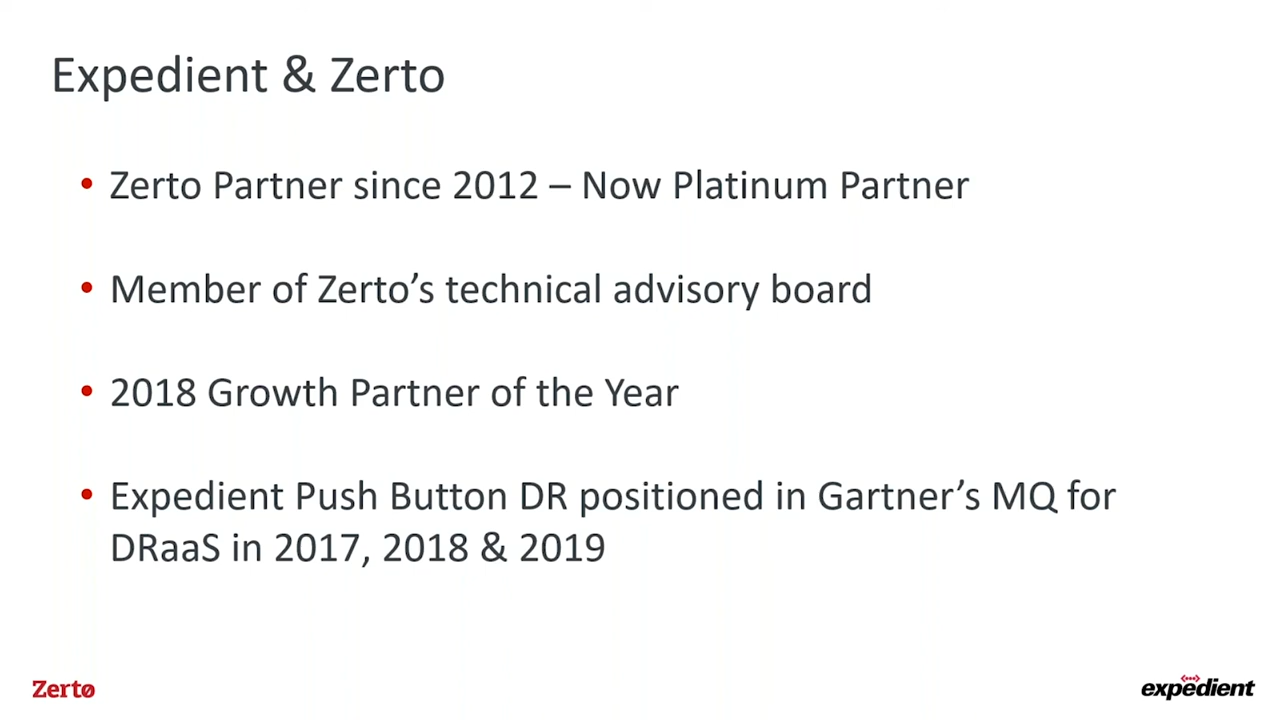 Expedient & Zerto
• Zerto Partner since 2012 – Now Platinum Partner
• Member of Zerto’s technical advisory board
• 2018 Growth Partner of the Year
• Expedient Push Button DR positioned in Gartner’s MQ for
DRaaS in 2017, 2018 & 2019
Zerto
expedient